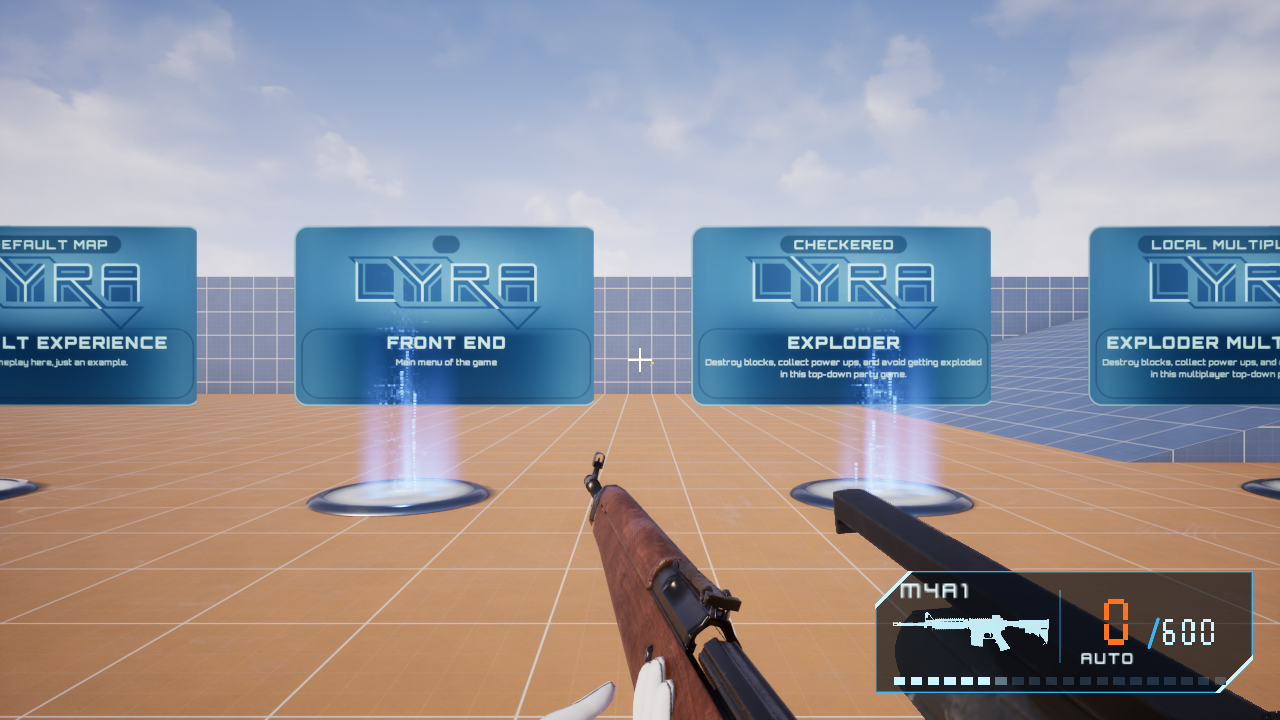 EFAULT MAP
YRA
LT EXPERIENCE
meplay here, just an example.
LYRA
FRONT END
Main menu of the game
CHECKERED
LYRA
EXPLODER
Destroy blocks, collect power ups, and avoid getting exploded
in this top-down party game.
LOCAL MULTIPL
LYR
EXPLODER MULT
Destroy blocks, collect power ups, and
in this multiplayer top-down p
M4A1
0 /600
AUTO